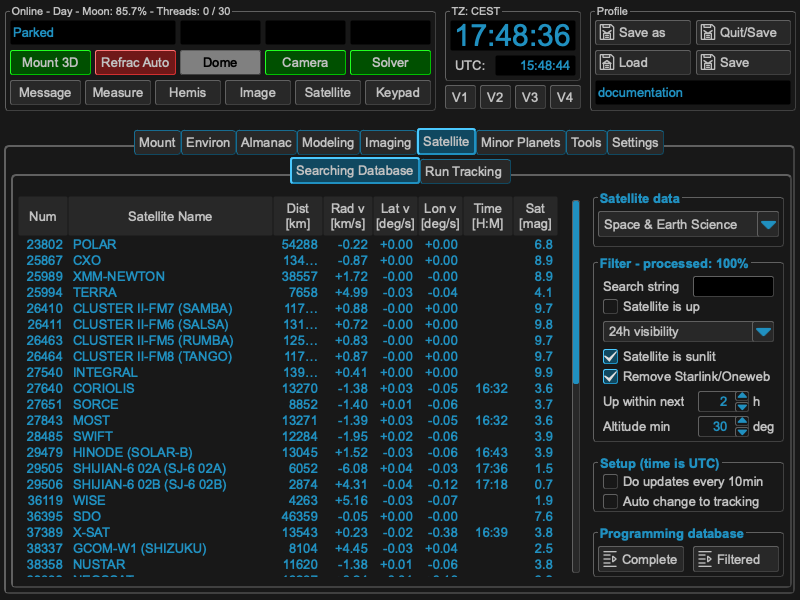 Online - Day - Moon: 85.7% - Threads: 0 / 30
Parked
Mount 3D Refrac Auto Dome Camera Solver
Message Measure Hemis Image Satellite Keypad
TZ: CEST
17:48:36
UTC: 15:48:44
V1 V2 V3 V4
Profile
Save as Quit/Save
Load Save
documentation
Mount Environ Almanac Modeling Imaging Satellite Minor Planets Tools Settings
Searching Database Run Tracking
Num Satellite Name Dist [km] Rad v [km/s] Lat v [deg/s] Lon v [deg/s] Time [H:M] Sat [mag]
23802 POLAR 54288 -0.22 +0.00 +0.00 6.8
25867 CXO 134... -0.87 +0.00 +0.00 8.9
25989 XMM-NEWTON 38557 +1.72 -0.00 -0.00 8.9
25994 TERRA 7658 +4.99 -0.03 -0.04 4.1
26410 CLUSTER II-FM7 (SAMBA) 117... +0.88 -0.00 +0.00 9.7
26411 CLUSTER II-FM6 (SALSA) 131... +0.72 -0.00 +0.00 9.8
26463 CLUSTER II-FM5 (RUMBA) 125... +0.83 -0.00 +0.00 9.7
26464 CLUSTER II-FM8 (TANGO) 117... +0.87 -0.00 +0.00 9.7
27540 INTEGRAL 139... +0.41 +0.00 +0.00 9.9
27640 CORIOLIS 13270 -1.38 +0.03 -0.05 16:32 3.6
27651 SORCE 8852 -1.40 +0.01 -0.06 3.7
27843 MOST 13271 -1.39 +0.03 -0.05 16:32 3.6
28485 SWIFT 12284 -1.95 +0.02 -0.06 3.9
29479 HINODE (SOLAR-B) 13045 +1.52 +0.03 -0.06 16:43 3.9
29505 SHIJIAN-6 02A (SJ-6 02A) 6052 -6.08 +0.04 -0.03 17:36 1.5
29506 SHIJIAN-6 02B (SJ-6 02B) 2874 +4.31 -0.04 -0.12 17:18 0.7
36119 WISE 4263 +5.16 -0.03 -0.07 1.9
36395 SDO 46359 -0.05 +0.00 -0.00 7.6
37389 X-SAT 13543 +0.23 -0.02 -0.38 16:39 3.8
38337 GCOM-W1 (SHIZUKU) 8104 +4.45 -0.03 +0.04 2.5
38358 NUSTAR 11620 -1.38 +0.01 -0.06 3.8
Satellite data
Space & Earth Science
Filter - processed: 100%
Search string
Satellite is up
24h visibility
Satellite is sunlit
Remove Starlink/Oneweb
Up within next 2 h
Altitude min 30 deg
Setup (time is UTC)
Do updates every 10min
Auto change to tracking
Programming database
Complete Filtered